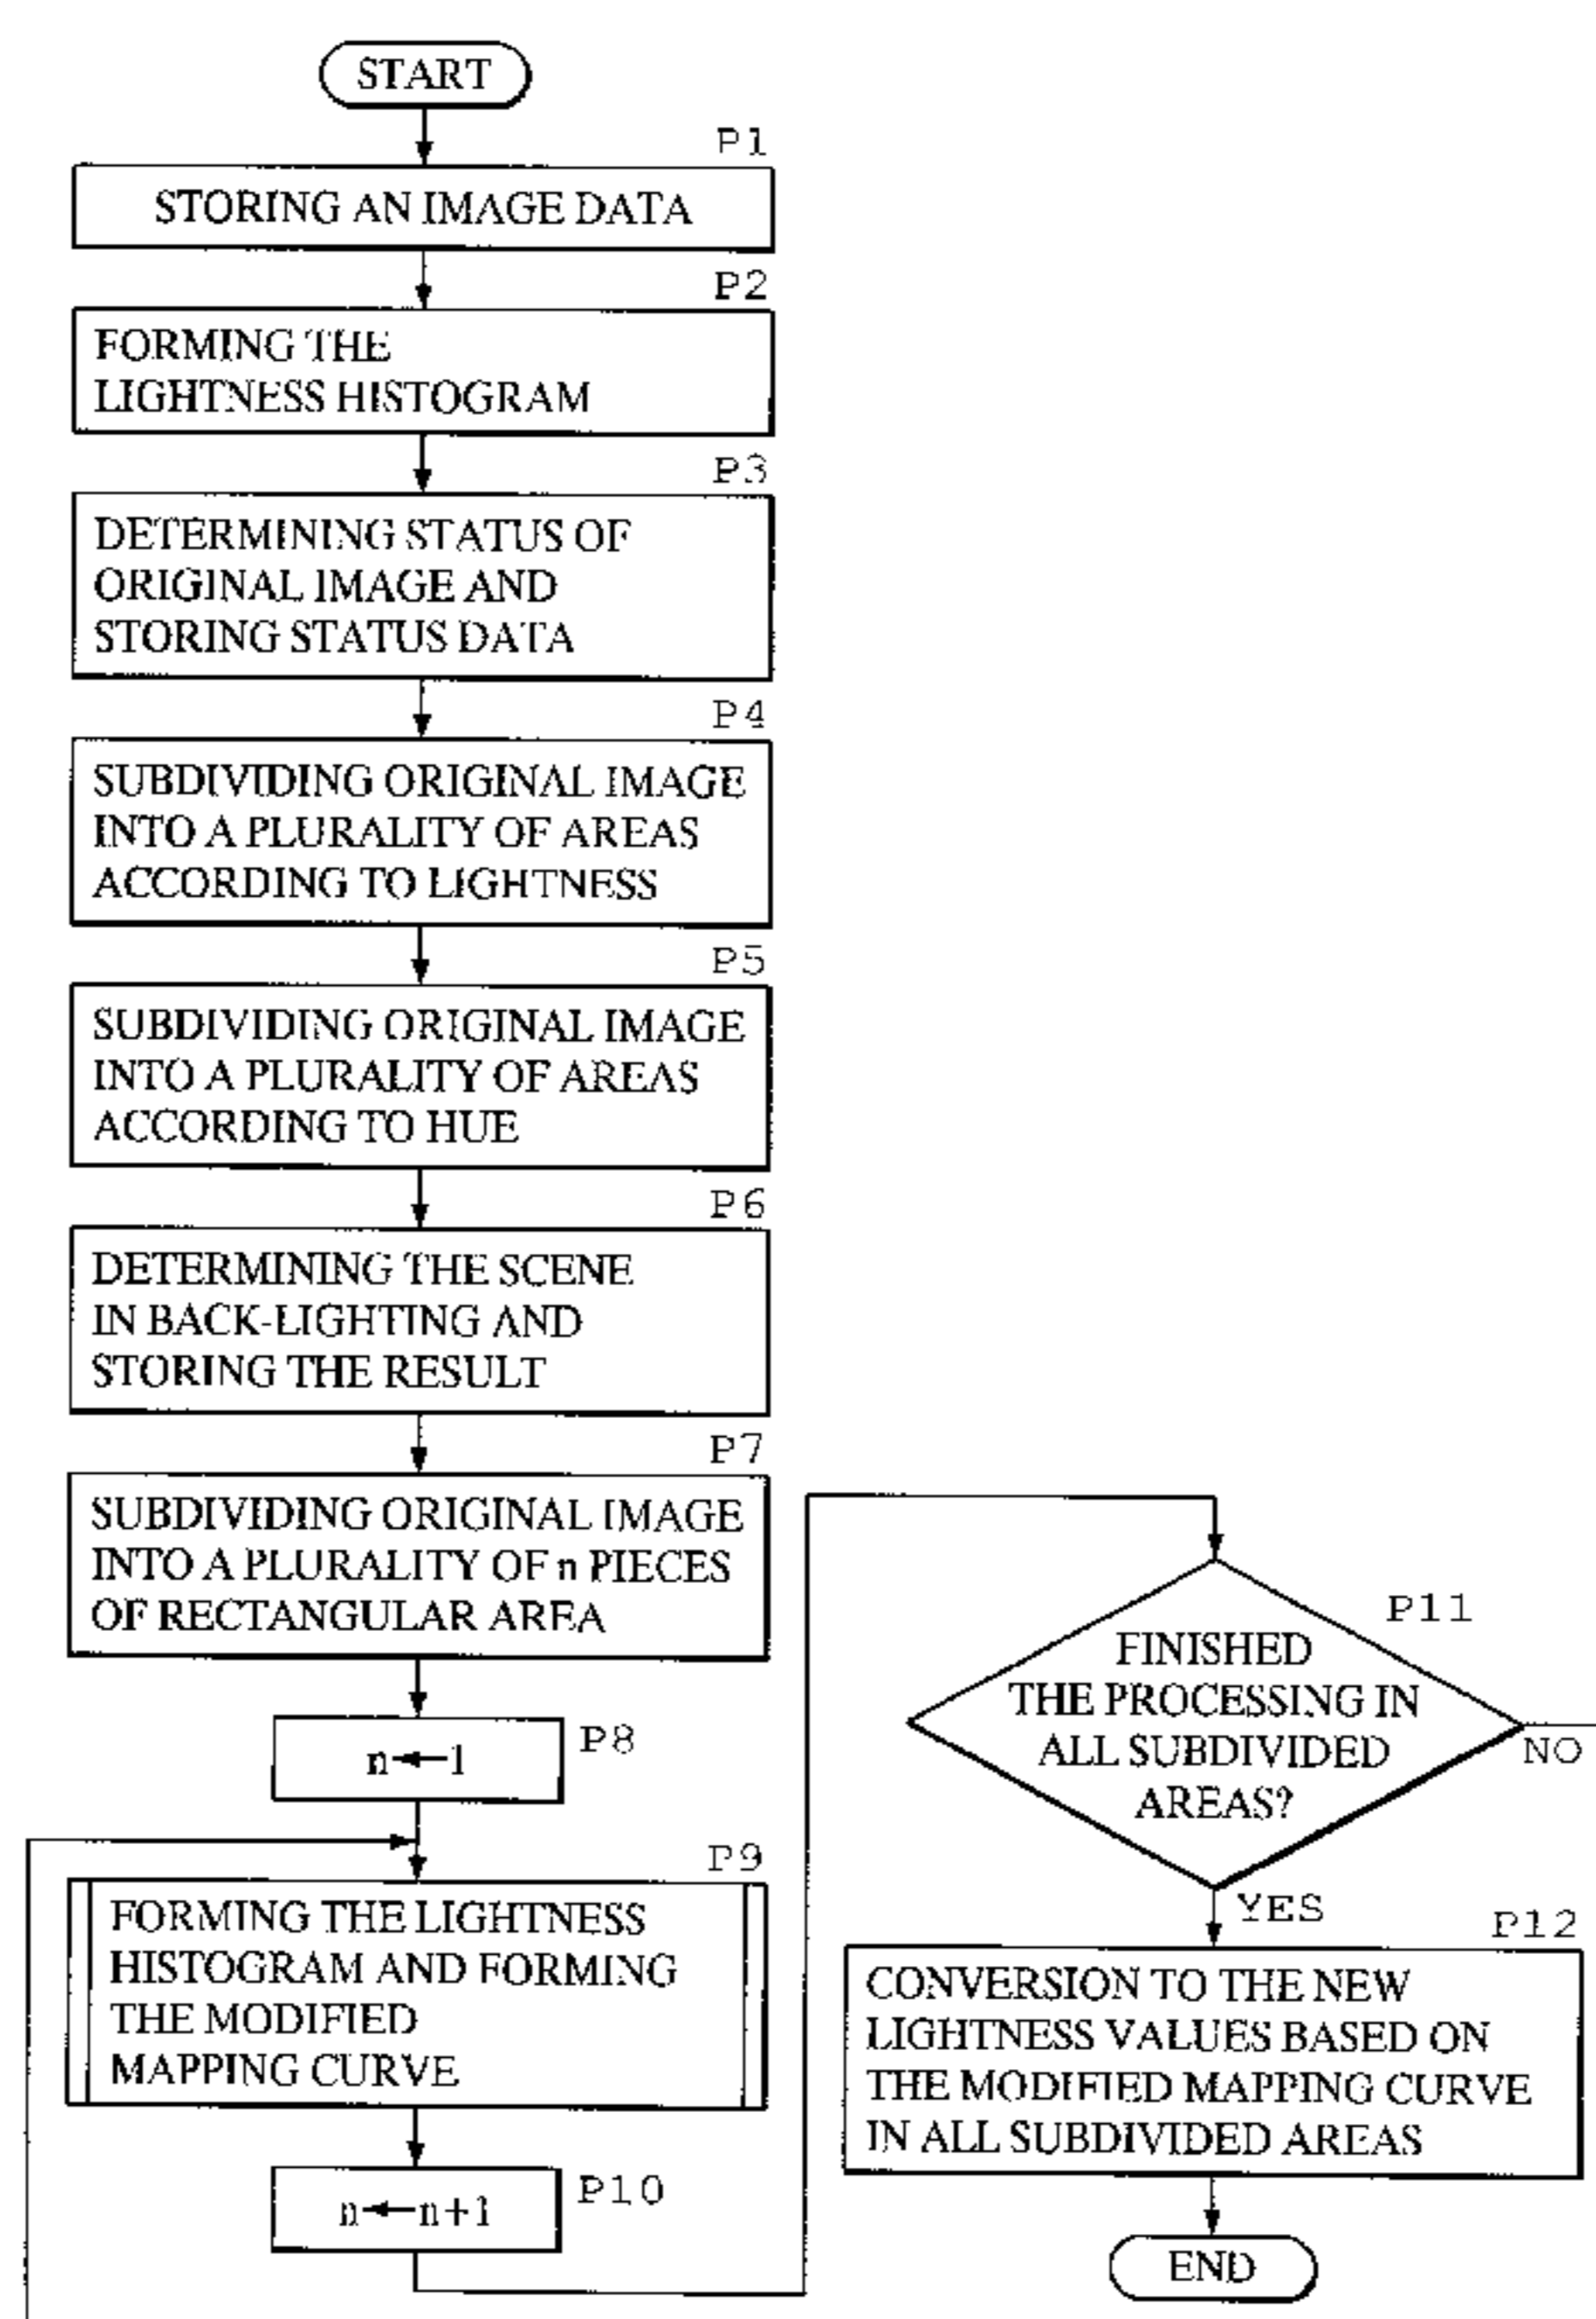 START
P1
STORING AN IMAGE DATA
P2
FORMING THE
LIGHTNESS HISTOGRAM
P3
DETERMINING STATUS OF
ORIGINAL IMAGE AND
STORING STATUS DATA
P4
SUBDIVIDING ORIGINAL IMAGE
INTO A PLURALITY OF AREAS
ACCORDING TO LIGHTNESS
P5
SUBDIVIDING ORIGINAL IMAGE
INTO A PLURALITY OF AREAS
ACCORDING TO HUE
P6
DETERMINING THE SCENE
IN BACK-LIGHTING AND
STORING THE RESULT
P7
SUBDIVIDING ORIGINAL IMAGE
INTO A PLURALITY OF n PIECES
OF RECTANGULAR AREA
P8
n←1
P9
FORMING THE LIGHTNESS
HISTOGRAM AND FORMING
THE MODIFIED
MAPPING CURVE
P10
n←n+1
P11
FINISHED
THE PROCESSING IN
ALL SUBDIVIDED
AREAS?
NO
YES
P12
CONVERSION TO THE NEW
LIGHTNESS VALUES BASED ON
THE MODIFIED MAPPING CURVE
IN ALL SUBDIVIDED AREAS
END